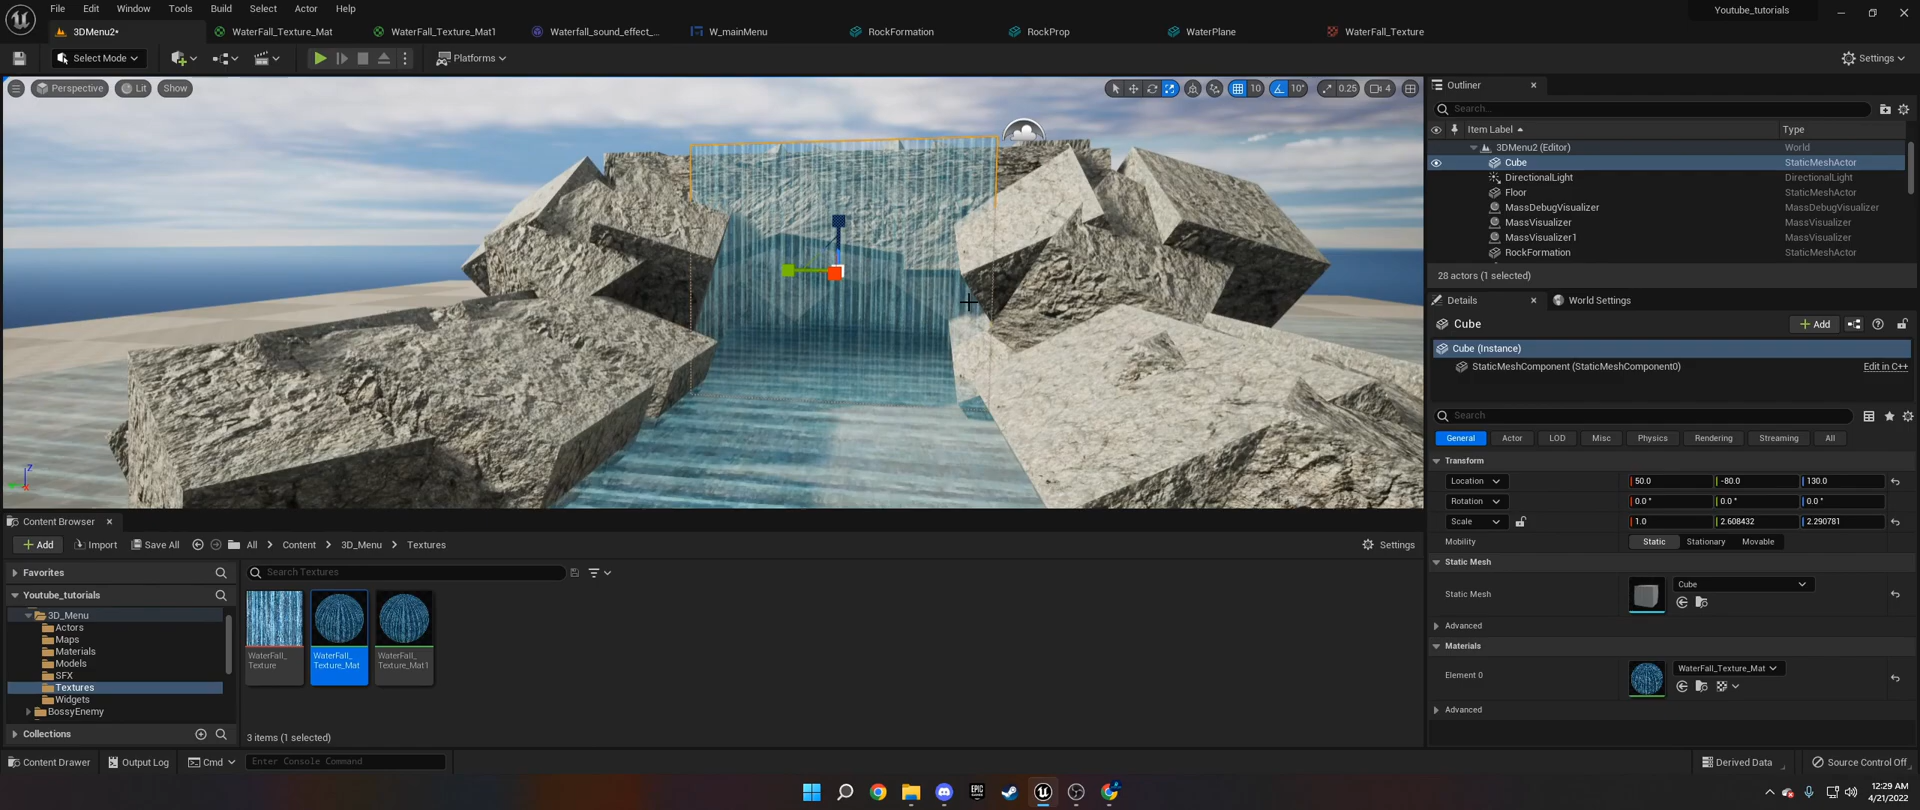 File Edit Window Tools Build Select Actor Help
Youtube_tutorials
3DMenu2* WaterFall_Texture_Mat WaterFall_Texture_Mat1 Waterfall_sound_effect_... W_mainMenu RockFormation RockProp WaterPlane WaterFall_Texture
Select Mode Platforms Settings
Perspective Lit Show 10 10° 0.25 4
Outliner
Search...
Item Label Type
3DMenu2 (Editor) World
Cube StaticMeshActor
DirectionalLight DirectionalLight
Floor StaticMeshActor
MassDebugVisualizer MassDebugVisualizer
MassVisualizer MassVisualizer
MassVisualizer1 MassVisualizer
RockFormation StaticMeshActor
28 actors (1 selected)
Details World Settings
Cube Add
Cube (Instance)
StaticMeshComponent (StaticMeshComponent0) Edit in C++
Search
General Actor LOD Misc Physics Rendering Streaming All
Transform
Location 50.0 -80.0 130.0
Rotation 0.0 ° 0.0 ° 0.0 °
Scale 1.0 2.608432 2.290781
Mobility Static Stationary Movable
Static Mesh
Static Mesh Cube
Advanced
Materials
Element 0 WaterFall_Texture_Mat
Advanced
Z
Content Browser
Add Import Save All All Content 3D_Menu Textures Settings
Favorites
Search Textures
Youtube_tutorials
3D_Menu
Actors
Maps
Materials
Models
SFX
Textures
Widgets
BossyEnemy
Collections
WaterFall_
Texture
WaterFall_
Texture_Mat
WaterFall_
Texture_Mat1
3 items (1 selected)
Content Drawer Output Log Cmd Enter Console Command Derived Data Source Control Off
EPIC
GAMES
12:29 AM
4/21/2022